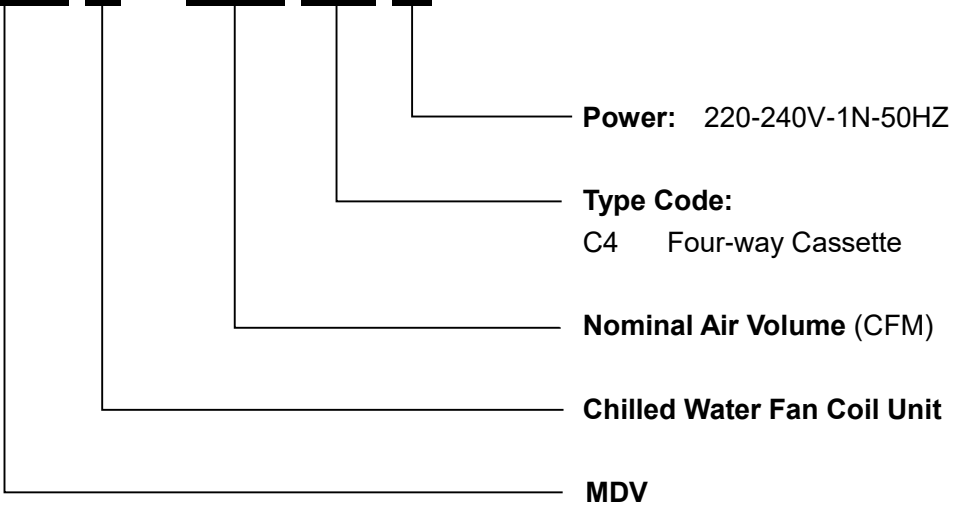 Power: 220-240V-1N-50HZ
Type Code:
C4 Four-way Cassette
Nominal Air Volume (CFM)
Chilled Water Fan Coil Unit
MDV